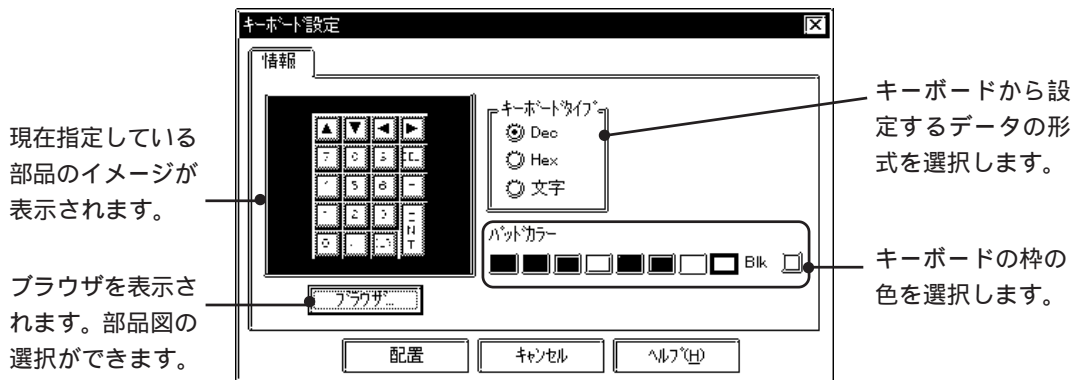 キーボード設定
情報
現在指定している
部品のイメージが
表示されます。
キーボードタイプ
Dec
Hex
文字
キーボードから設
定するデータの形
式を選択します。
パッドカラー
Blk
キーボードの枠の
色を選択します。
ブラウザ...
ブラウザを表示さ
れます。部品図の
選択ができます。
配置
キャンセル
ヘルプ(H)